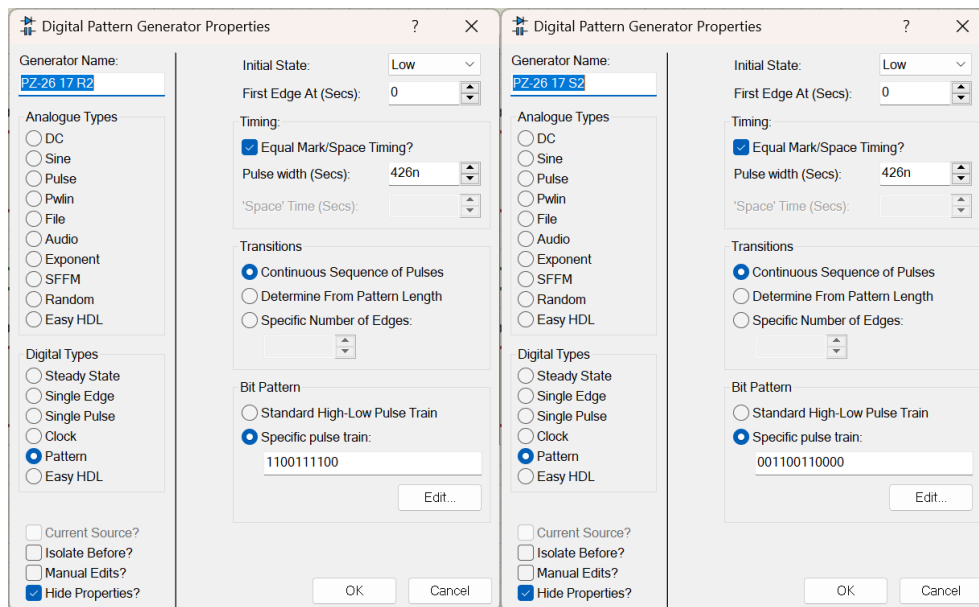 Digital Pattern Generator Properties
?
Generator Name:
PZ-26 17 R2
Analogue Types
DC
Sine
Pulse
Pwlin
File
Audio
Exponent
SFFM
Random
Easy HDL
Digital Types
Steady State
Single Edge
Single Pulse
Clock
Pattern
Easy HDL
Current Source?
Isolate Before?
Manual Edits?
Hide Properties?
Initial State:
Low
First Edge At (Secs):
0
Timing:
Equal Mark/Space Timing?
Pulse width (Secs):
426n
'Space' Time (Secs):
Transitions
Continuous Sequence of Pulses
Determine From Pattern Length
Specific Number of Edges:
Bit Pattern
Standard High-Low Pulse Train
Specific pulse train:
1100111100
Edit...
OK
Cancel
Digital Pattern Generator Properties
?
Generator Name:
PZ-26 17 S2
Analogue Types
DC
Sine
Pulse
Pwlin
File
Audio
Exponent
SFFM
Random
Easy HDL
Digital Types
Steady State
Single Edge
Single Pulse
Clock
Pattern
Easy HDL
Current Source?
Isolate Before?
Manual Edits?
Hide Properties?
Initial State:
Low
First Edge At (Secs):
0
Timing:
Equal Mark/Space Timing?
Pulse width (Secs):
426n
'Space' Time (Secs):
Transitions
Continuous Sequence of Pulses
Determine From Pattern Length
Specific Number of Edges:
Bit Pattern
Standard High-Low Pulse Train
Specific pulse train:
001100110000
Edit...
OK
Cancel